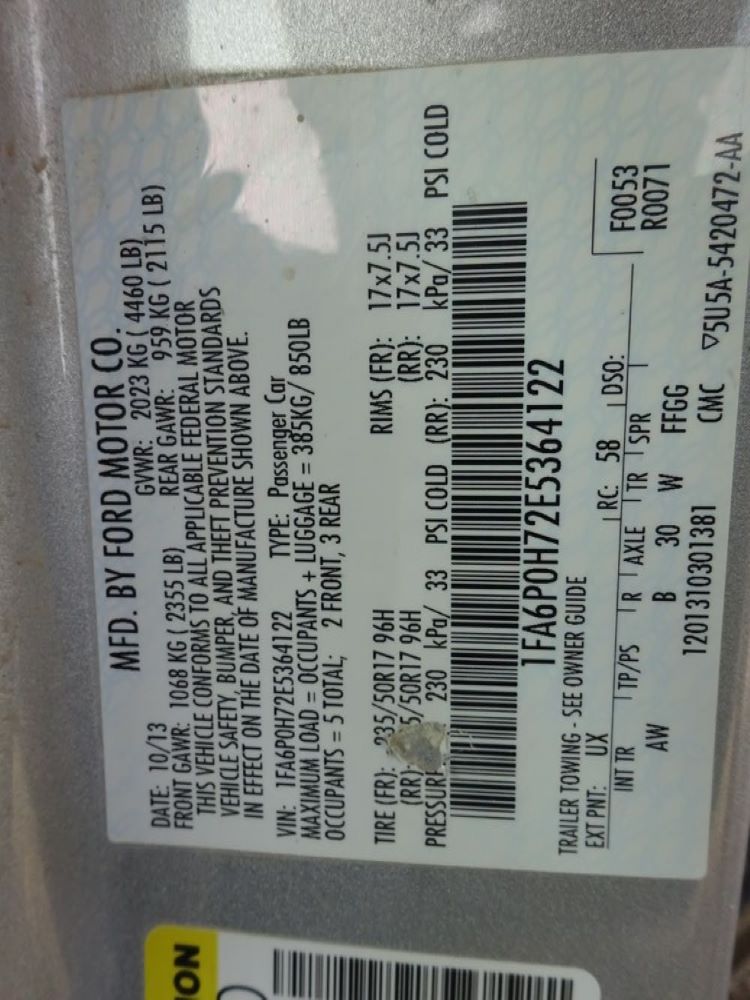 MFD. BY FORD MOTOR CO.
DATE: 10/13 GVWR: 2023 KG ( 4460 LB)
FRONT GAWR: 1068 KG ( 2355 LB) REAR GAWR: 959 KG ( 2115 LB)
THIS VEHICLE CONFORMS TO ALL APPLICABLE FEDERAL MOTOR
VEHICLE SAFETY, BUMPER, AND THEFT PREVENTION STANDARDS
IN EFFECT ON THE DATE OF MANUFACTURE SHOWN ABOVE.
VIN: 1FA6P0H72E5364122 TYPE: Passenger Car
MAXIMUM LOAD = OCCUPANTS + LUGGAGE = 385KG/ 850LB
OCCUPANTS = 5 TOTAL; 2 FRONT, 3 REAR
TIRE (FR): 235/50R17 96H RIMS (FR): 17x7.5J
(RR): 5/50R17 96H (RR): 17x7.5J
PRESSUR 230 kPa/ 33 PSI COLD (RR): 230 kPa/ 33 PSI COLD
1FA6P0H72E5364122
TRAILER TOWING - SEE OWNER GUIDE
EXT PNT: UX RC: 58 DSO: F0053
INT TR TP/PS R AXLE TR SPR R0071
AW B 30 W FFGG
1201310301381 CMC ▽5U5A-5420472-AA
ION